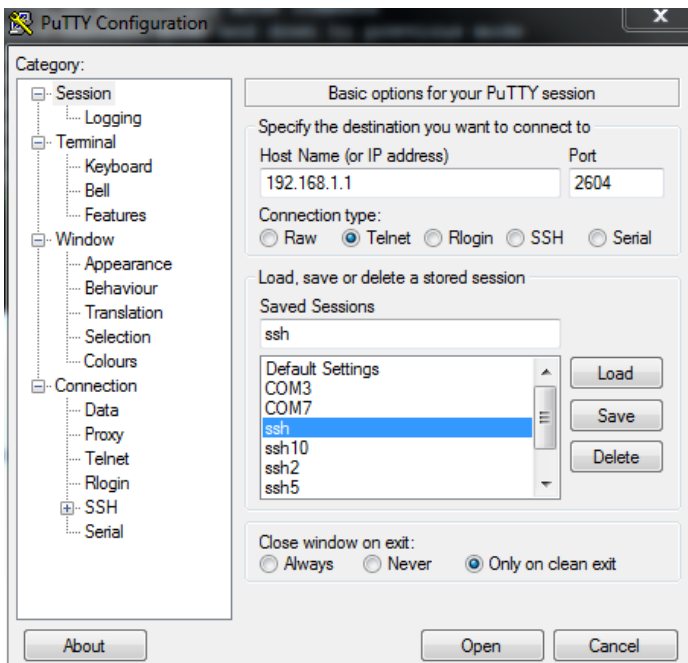 PuTTY Configuration
x
Category:
Session
Logging
Terminal
Keyboard
Bell
Features
Window
Appearance
Behaviour
Translation
Selection
Colours
Connection
Data
Proxy
Telnet
Rlogin
SSH
Serial
Basic options for your PuTTY session
Specify the destination you want to connect to
Host Name (or IP address) Port
192.168.1.1 2604
Connection type:
Raw Telnet Rlogin SSH Serial
Load, save or delete a stored session
Saved Sessions
ssh
Default Settings
COM3
COM7
ssh
ssh10
ssh2
ssh5
Load
Save
Delete
Close window on exit:
Always Never Only on clean exit
About Open Cancel